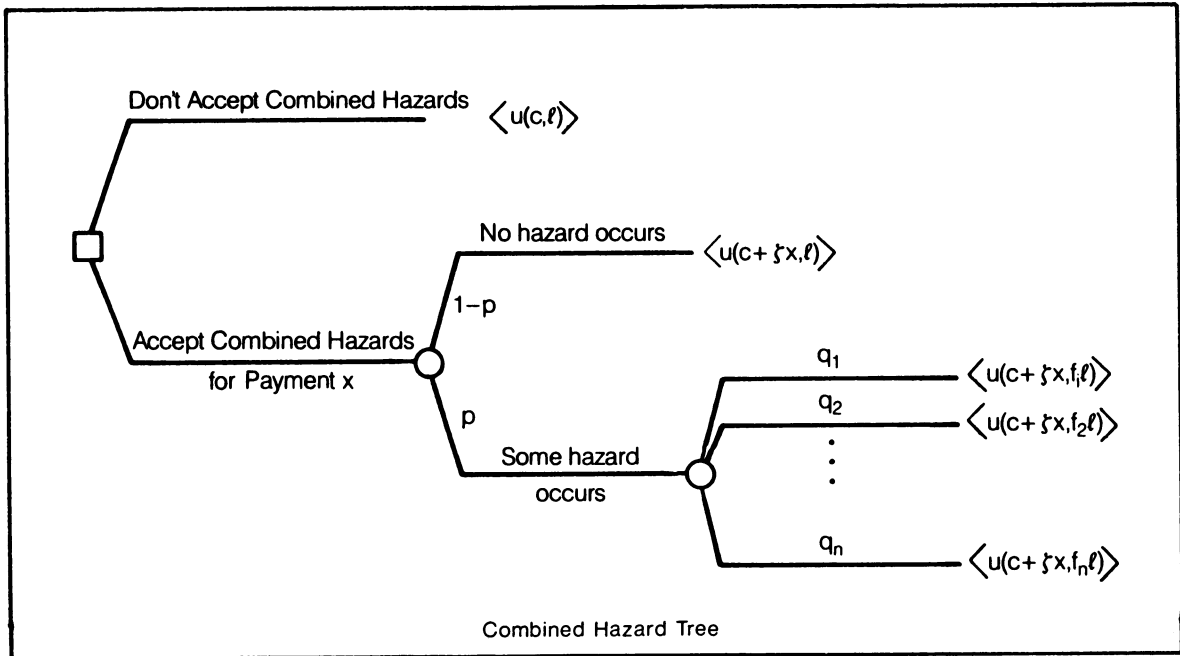 Don't Accept Combined Hazards
⟨u(c,ℓ)⟩
No hazard occurs
⟨u(c+ ζx,ℓ)⟩
1–p
Accept Combined Hazards
for Payment x
p
q₁
⟨u(c+ ζx,fᵢℓ)⟩
q₂
⟨u(c+ ζx,f₂ℓ)⟩
Some hazard
occurs
qₙ
⟨u(c+ ζx,fₙℓ)⟩
Combined Hazard Tree